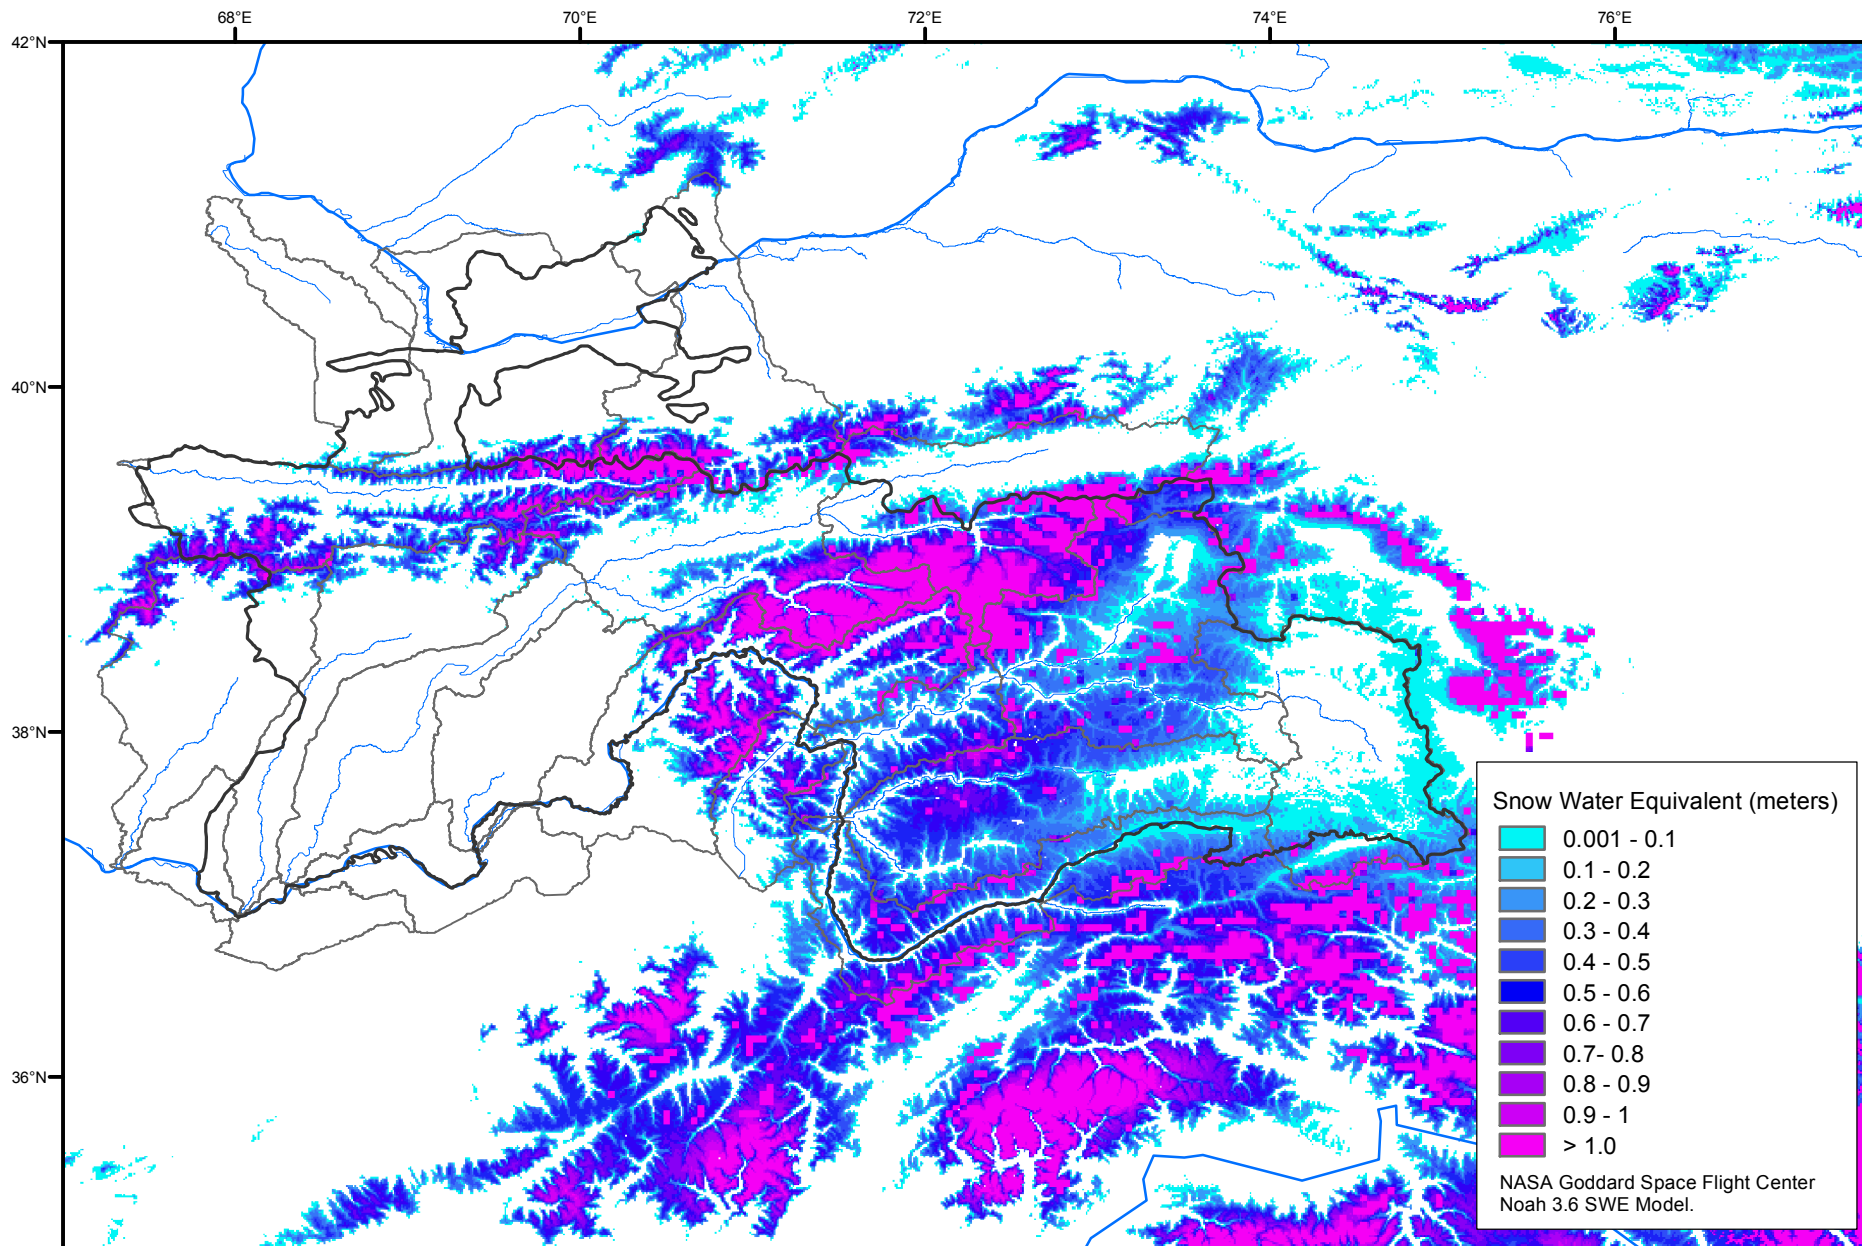 68°E
70°E
72°E
74°E
76°E
42°N
40°N
38°N
36°N
Snow Water Equivalent (meters)
0.001 - 0.1
0.1 - 0.2
0.2 - 0.3
0.3 - 0.4
0.4 - 0.5
0.5 - 0.6
0.6 - 0.7
0.7- 0.8
0.8 - 0.9
0.9 - 1
> 1.0
NASA Goddard Space Flight Center
Noah 3.6 SWE Model.